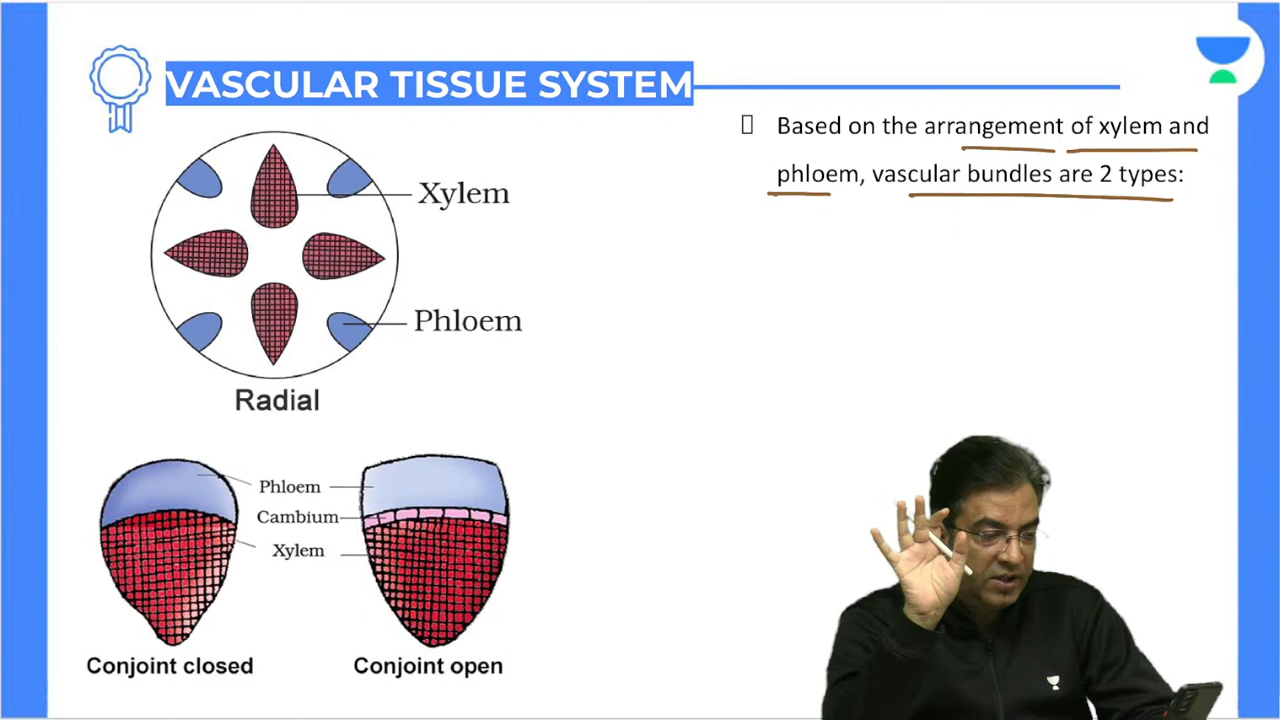 VASCULAR TISSUE SYSTEM
Based on the arrangement of xylem and
phloem, vascular bundles are 2 types:
Xylem
Phloem
Radial
Phloem
Cambium
Xylem
Conjoint closed
Conjoint open